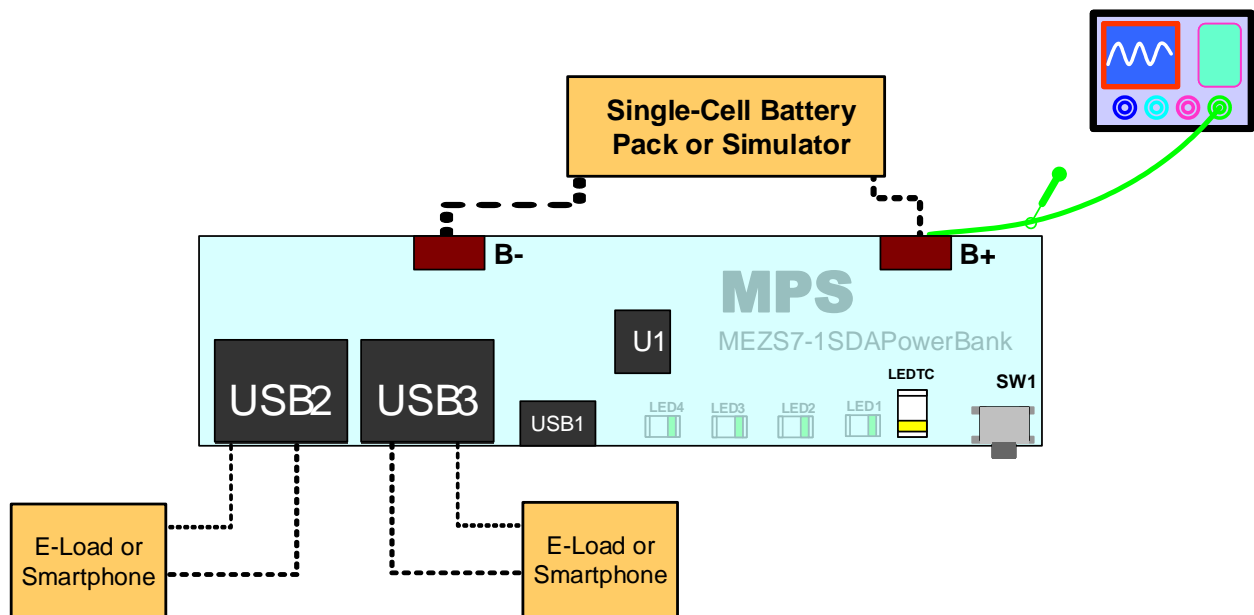 Single-Cell Battery
Pack or Simulator
B-
B+
MPS
MEZS7-1SDAPowerBank
U1
USB2
USB3
USB1
LED4
LED3
LED2
LED1
LEDTC
SW1
E-Load or
Smartphone
E-Load or
Smartphone